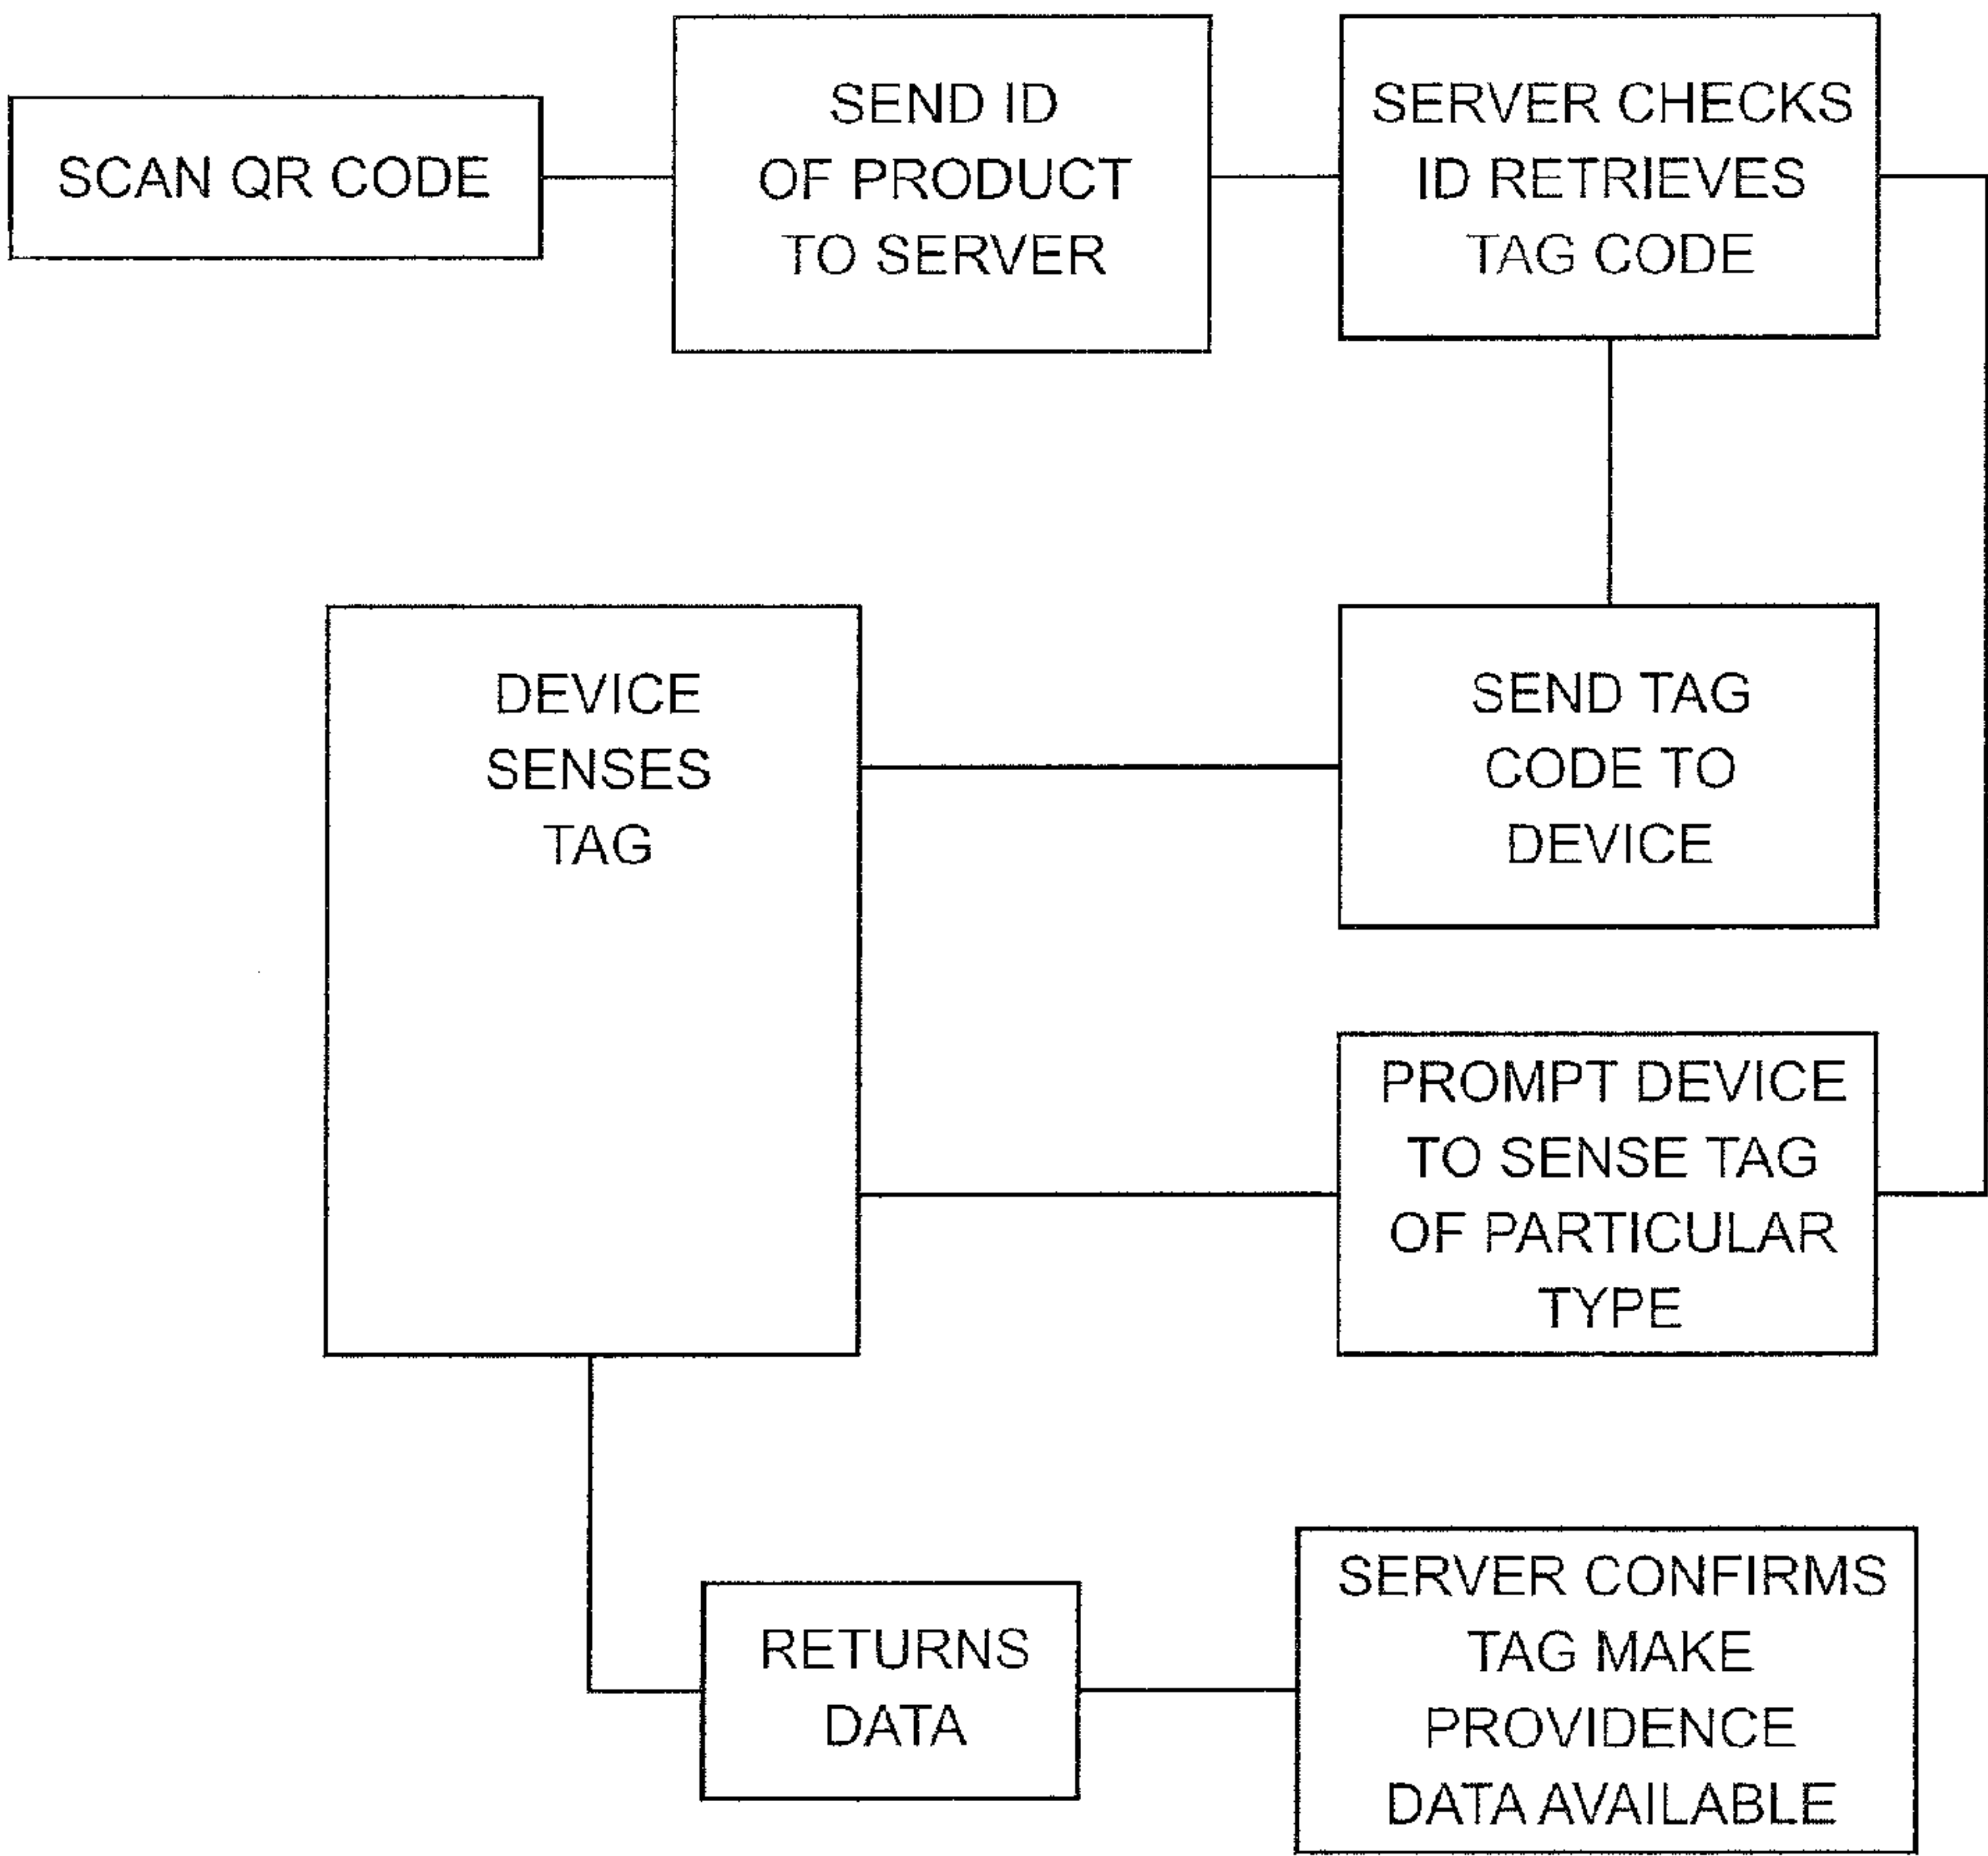 SCAN QR CODE
SEND ID
OF PRODUCT
TO SERVER
SERVER CHECKS
ID RETRIEVES
TAG CODE
DEVICE
SENSES
TAG
SEND TAG
CODE TO
DEVICE
PROMPT DEVICE
TO SENSE TAG
OF PARTICULAR
TYPE
RETURNS
DATA
SERVER CONFIRMS
TAG MAKE
PROVIDENCE
DATA AVAILABLE